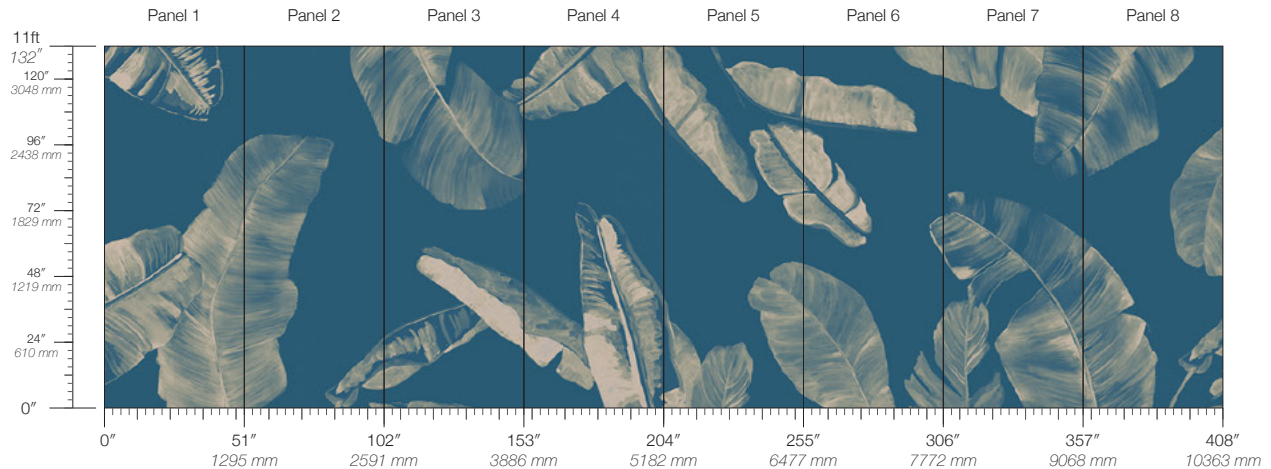 Panel 1 Panel 2 Panel 3 Panel 4 Panel 5 Panel 6 Panel 7 Panel 8
11ft
132″
120″
3048 mm
96″
2438 mm
72″
1829 mm
48″
1219 mm
24″
610 mm
0″
0″ 51″ 102″ 153″ 204″ 255″ 306″ 357″ 408″
1295 mm 2591 mm 3886 mm 5182 mm 6477 mm 7772 mm 9068 mm 10363 mm